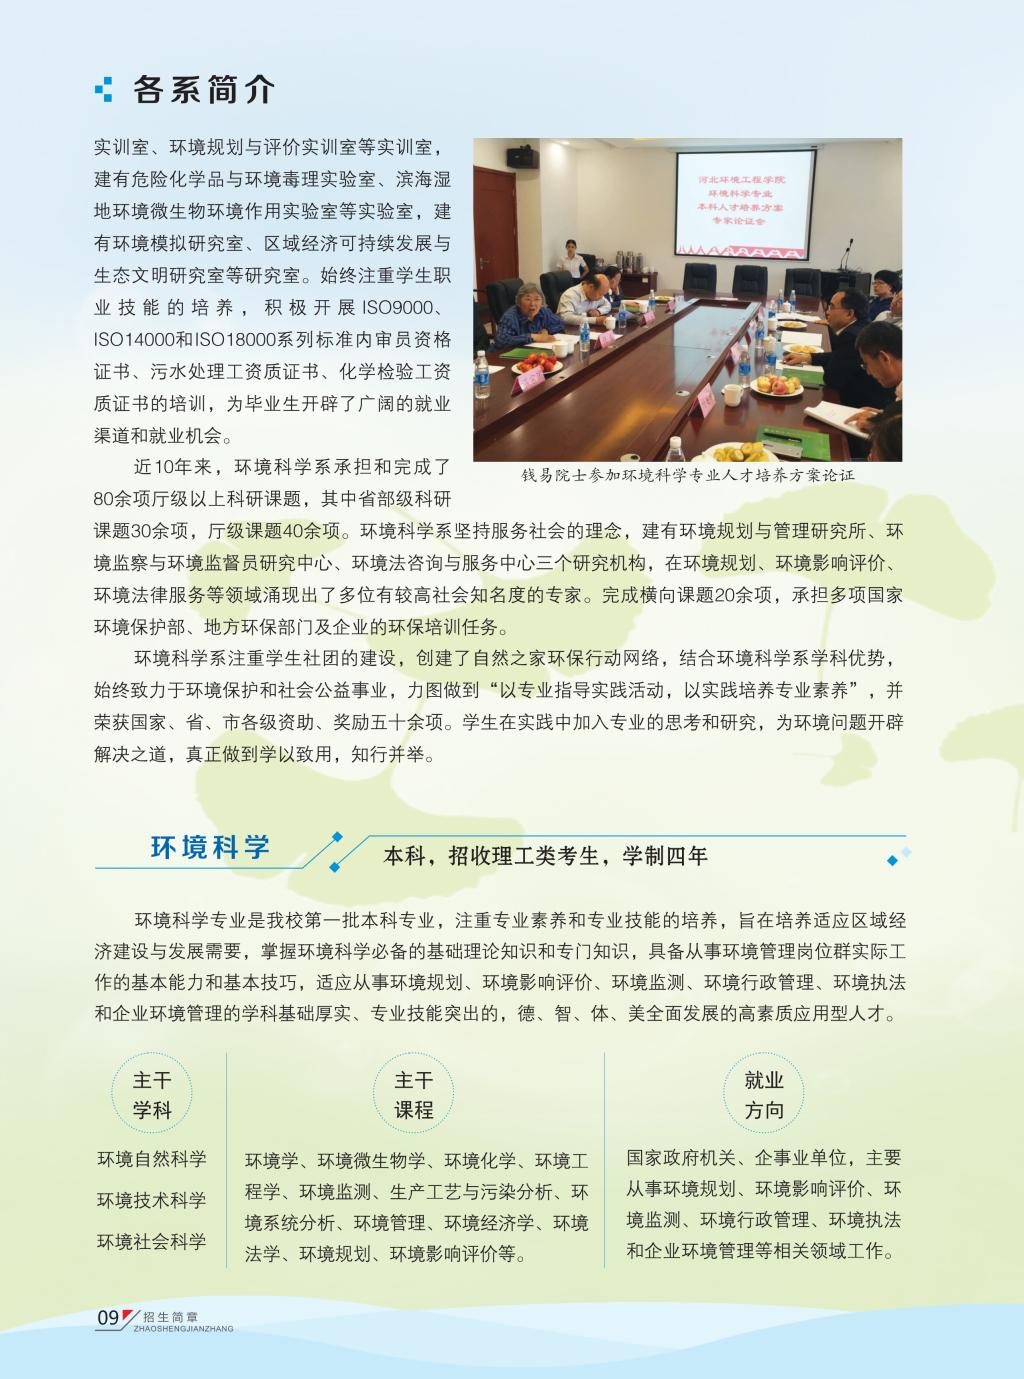 各系简介
实训室、环境规划与评价实训室等实训室，
建有危险化学品与环境毒理实验室、滨海湿
地环境微生物环境作用实验室等实验室，建
有环境模拟研究室、区域经济可持续发展与
生态文明研究室等研究室。始终注重学生职
业技能的培养，积极开展ISO9000、
ISO14000和ISO18000系列标准内审员资格
证书、污水处理工资质证书、化学检验工资
质证书的培训，为毕业生开辟了广阔的就业
渠道和就业机会。
河北环境工程学院
环境科学专业
本科人才培养方案
专家论证会
钱易院士参加环境科学专业人才培养方案论证
近10年来，环境科学系承担和完成了
80余项厅级以上科研课题，其中省部级科研
课题30余项，厅级课题40余项。环境科学系坚持服务社会的理念，建有环境规划与管理研究所、环
境监察与环境监督员研究中心、环境法咨询与服务中心三个研究机构，在环境规划、环境影响评价、
环境法律服务等领域涌现出了多位有较高社会知名度的专家。完成横向课题20余项，承担多项国家
环境保护部、地方环保部门及企业的环保培训任务。
环境科学系注重学生社团的建设，创建了自然之家环保行动网络，结合环境科学系学科优势，
始终致力于环境保护和社会公益事业，力图做到“以专业指导实践活动，以实践培养专业素养”，并
荣获国家、省、市各级资助、奖励五十余项。学生在实践中加入专业的思考和研究，为环境问题开辟
解决之道，真正做到学以致用，知行并举。
环境科学
本科，招收理工类考生，学制四年
环境科学专业是我校第一批本科专业，注重专业素养和专业技能的培养，旨在培养适应区域经
济建设与发展需要，掌握环境科学必备的基础理论知识和专门知识，具备从事环境管理岗位群实际工
作的基本能力和基本技巧，适应从事环境规划、环境影响评价、环境监测、环境行政管理、环境执法
和企业环境管理的学科基础厚实、专业技能突出的，德、智、体、美全面发展的高素质应用型人才。
主干
学科
环境自然科学
环境技术科学
环境社会科学
主干
课程
环境学、环境微生物学、环境化学、环境工
程学、环境监测、生产工艺与污染分析、环
境系统分析、环境管理、环境经济学、环境
法学、环境规划、环境影响评价等。
就业
方向
国家政府机关、企事业单位，主要
从事环境规划、环境影响评价、环
境监测、环境行政管理、环境执法
和企业环境管理等相关领域工作。
09
招生简章
ZHAOSHENGJIANZHANG